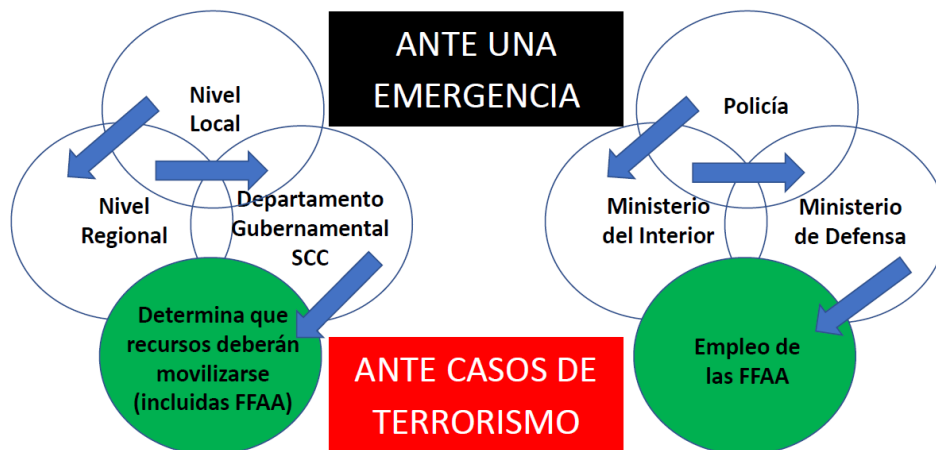 ANTE UNA
EMERGENCIA
Nivel
Local
Nivel
Regional
Departamento
Gubernamental
SCC
Determina que
recursos deberán
movilizarse
(incluidas FFAA)
Policía
Ministerio
del Interior
Ministerio
de Defensa
Empleo de
las FFAA
ANTE CASOS DE
TERRORISMO